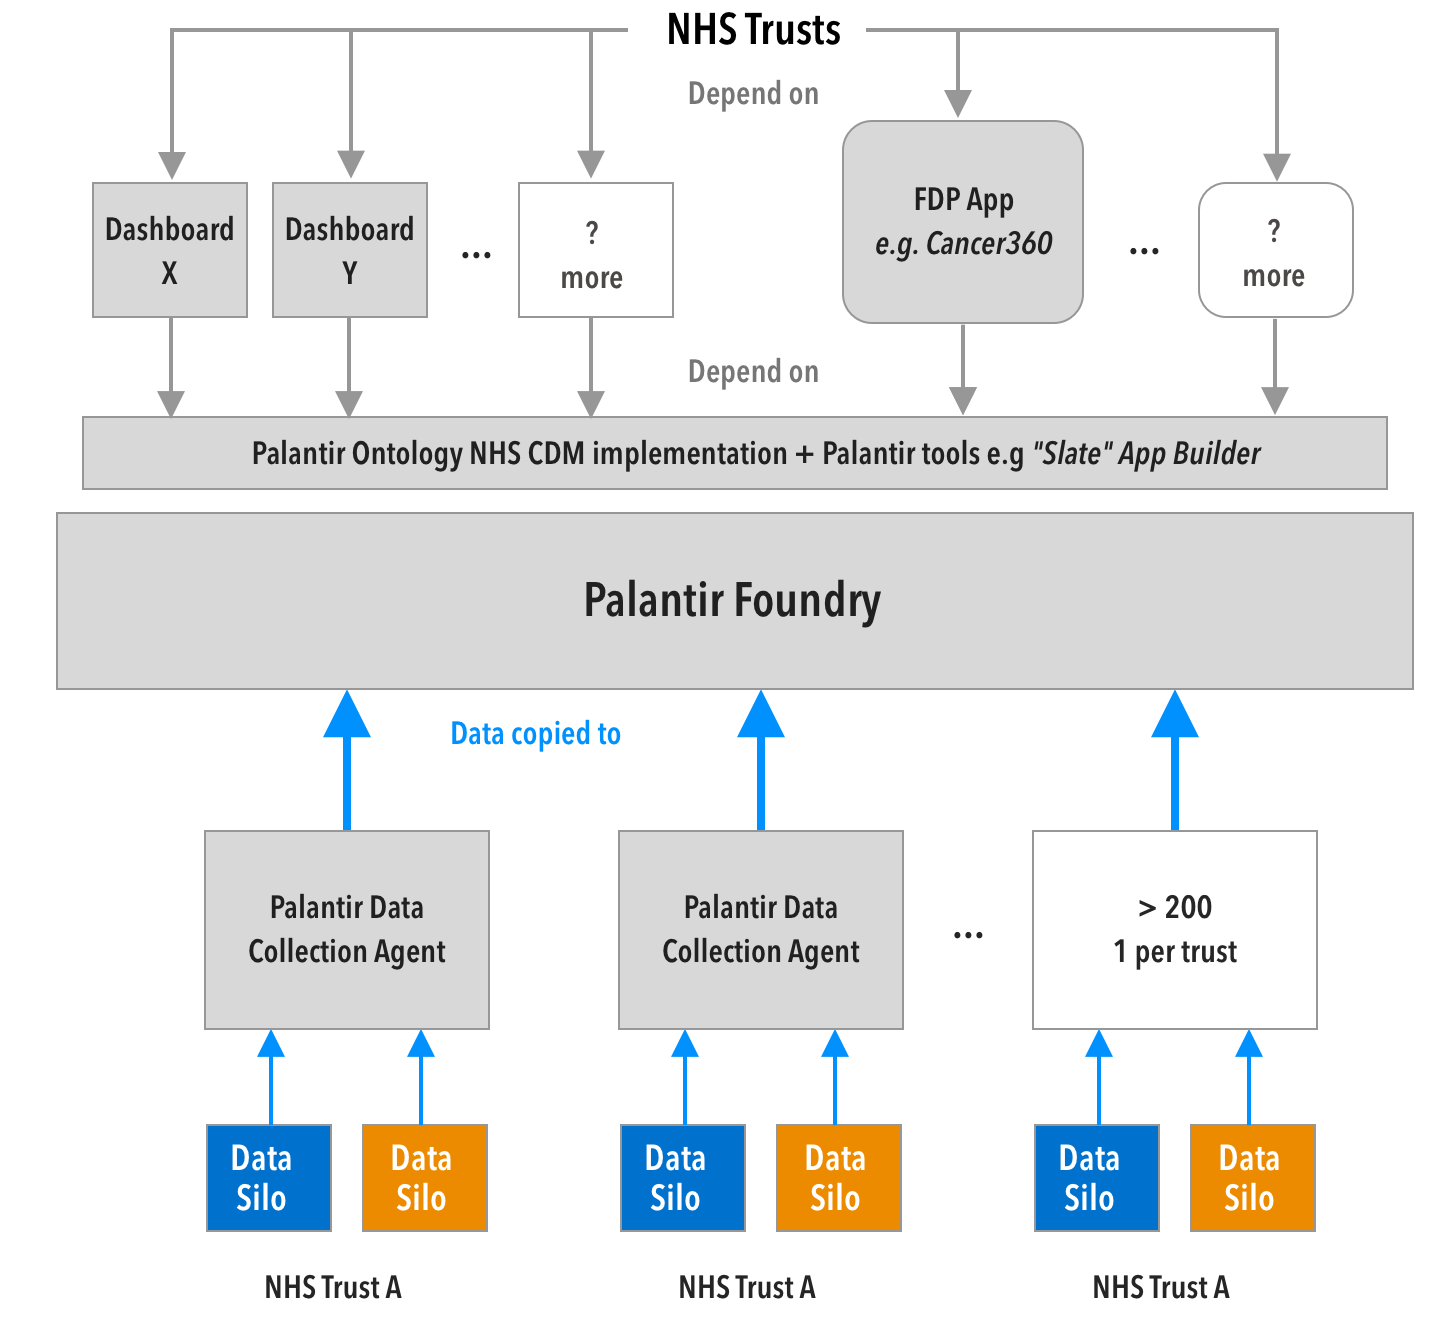 NHS Trusts
Depend on
Dashboard
X
Dashboard
Y
...
?
more
FDP App
e.g. Cancer360
...
?
more
Depend on
Palantir Ontology NHS CDM implementation + Palantir tools e.g "Slate" App Builder
Palantir Foundry
Data copied to
Palantir Data
Collection Agent
Palantir Data
Collection Agent
...
> 200
1 per trust
Data
Silo
Data
Silo
Data
Silo
Data
Silo
Data
Silo
Data
Silo
NHS Trust A
NHS Trust A
NHS Trust A